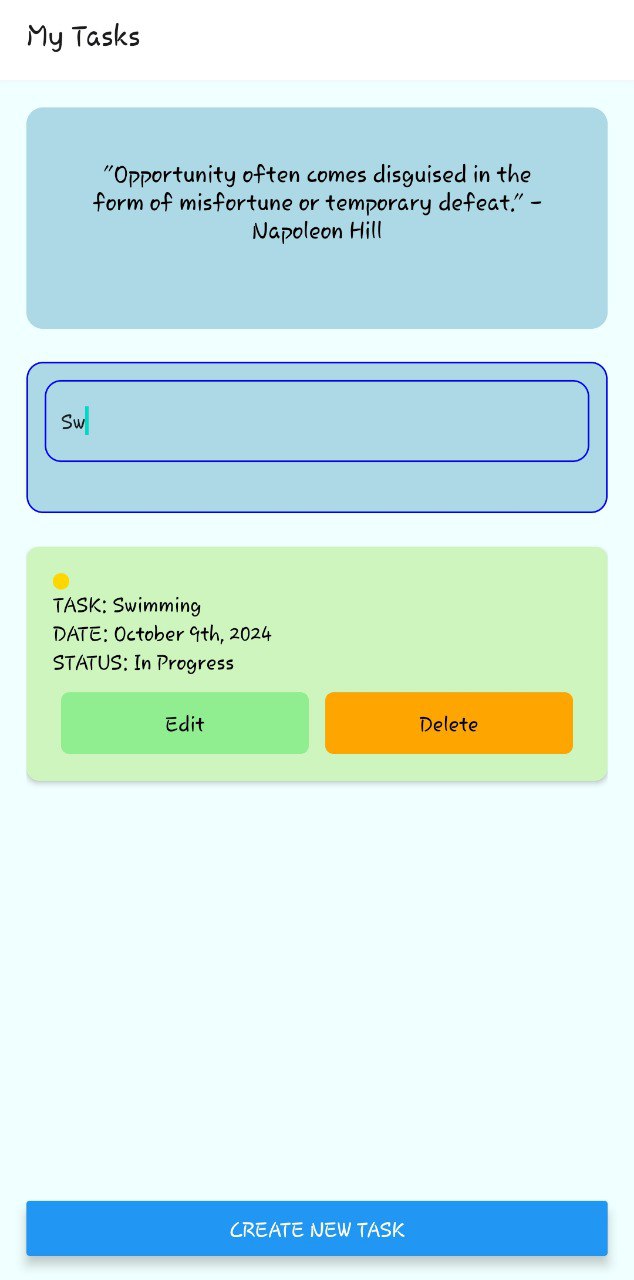 My Tasks
"Opportunity often comes disguised in the
form of misfortune or temporary defeat." -
Napoleon Hill
Sw
TASK: Swimming
DATE: October 9th, 2024
STATUS: In Progress
Edit Delete
CREATE NEW TASK